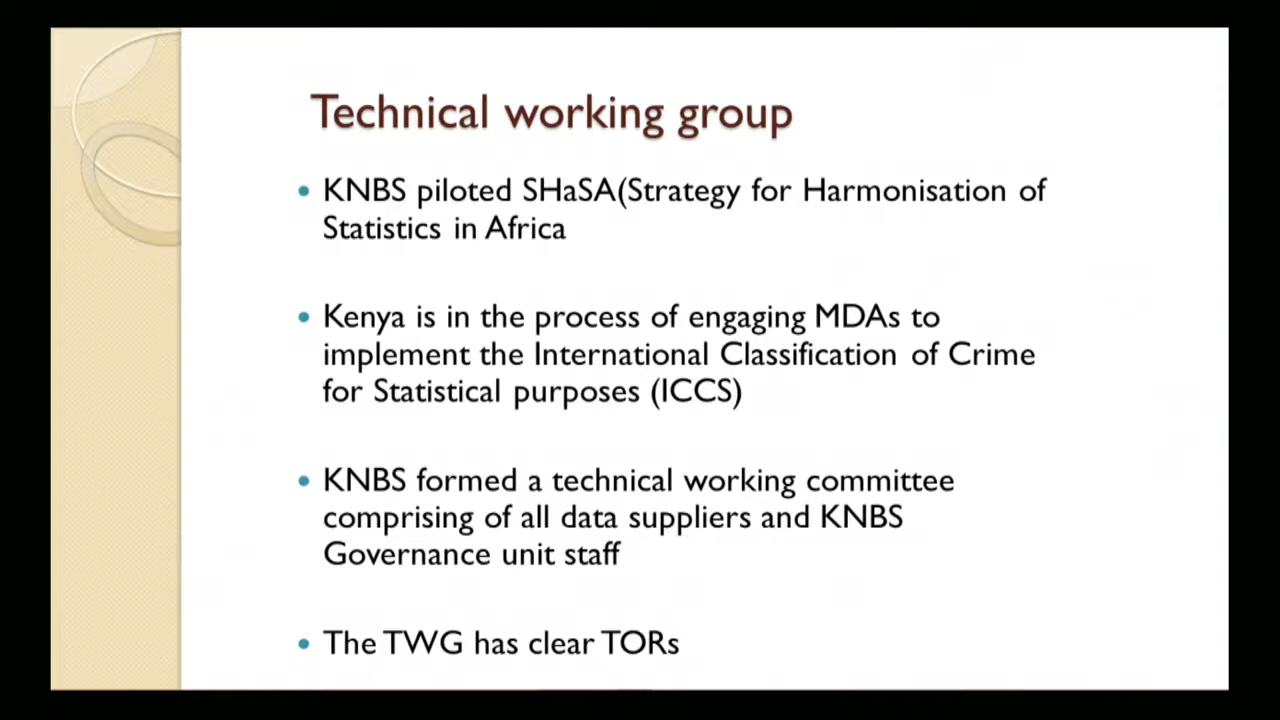 Technical working group
KNBS piloted SHaSA(Strategy for Harmonisation of
Statistics in Africa
Kenya is in the process of engaging MDAs to
implement the International Classification of Crime
for Statistical purposes (ICCS)
KNBS formed a technical working committee
comprising of all data suppliers and KNBS
Governance unit staff
The TWG has clear TORs